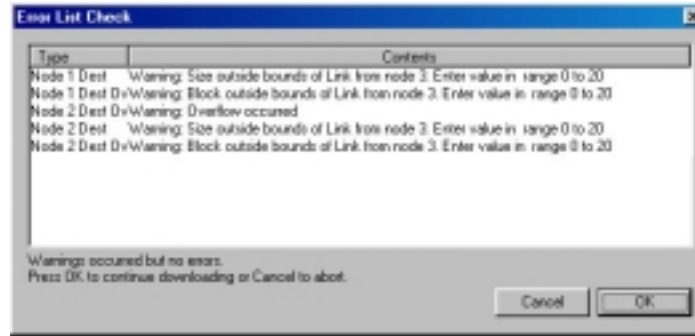 Error List Check
Type Contents
Node 1 Dest Warning: Size outside bounds of Link from node 3. Enter value in range 0 to 20
Node 1 Dest Dv Warning: Block outside bounds of Link from node 3. Enter value in range 0 to 20
Node 2 Dest Dv Warning: Overflow occurred
Node 2 Dest Warning: Size outside bounds of Link from node 3. Enter value in range 0 to 20
Node 2 Dest Dv Warning: Block outside bounds of Link from node 3. Enter value in range 0 to 20
Warnings occurred but no errors.
Press OK to continue downloading or Cancel to abort.
Cancel OK